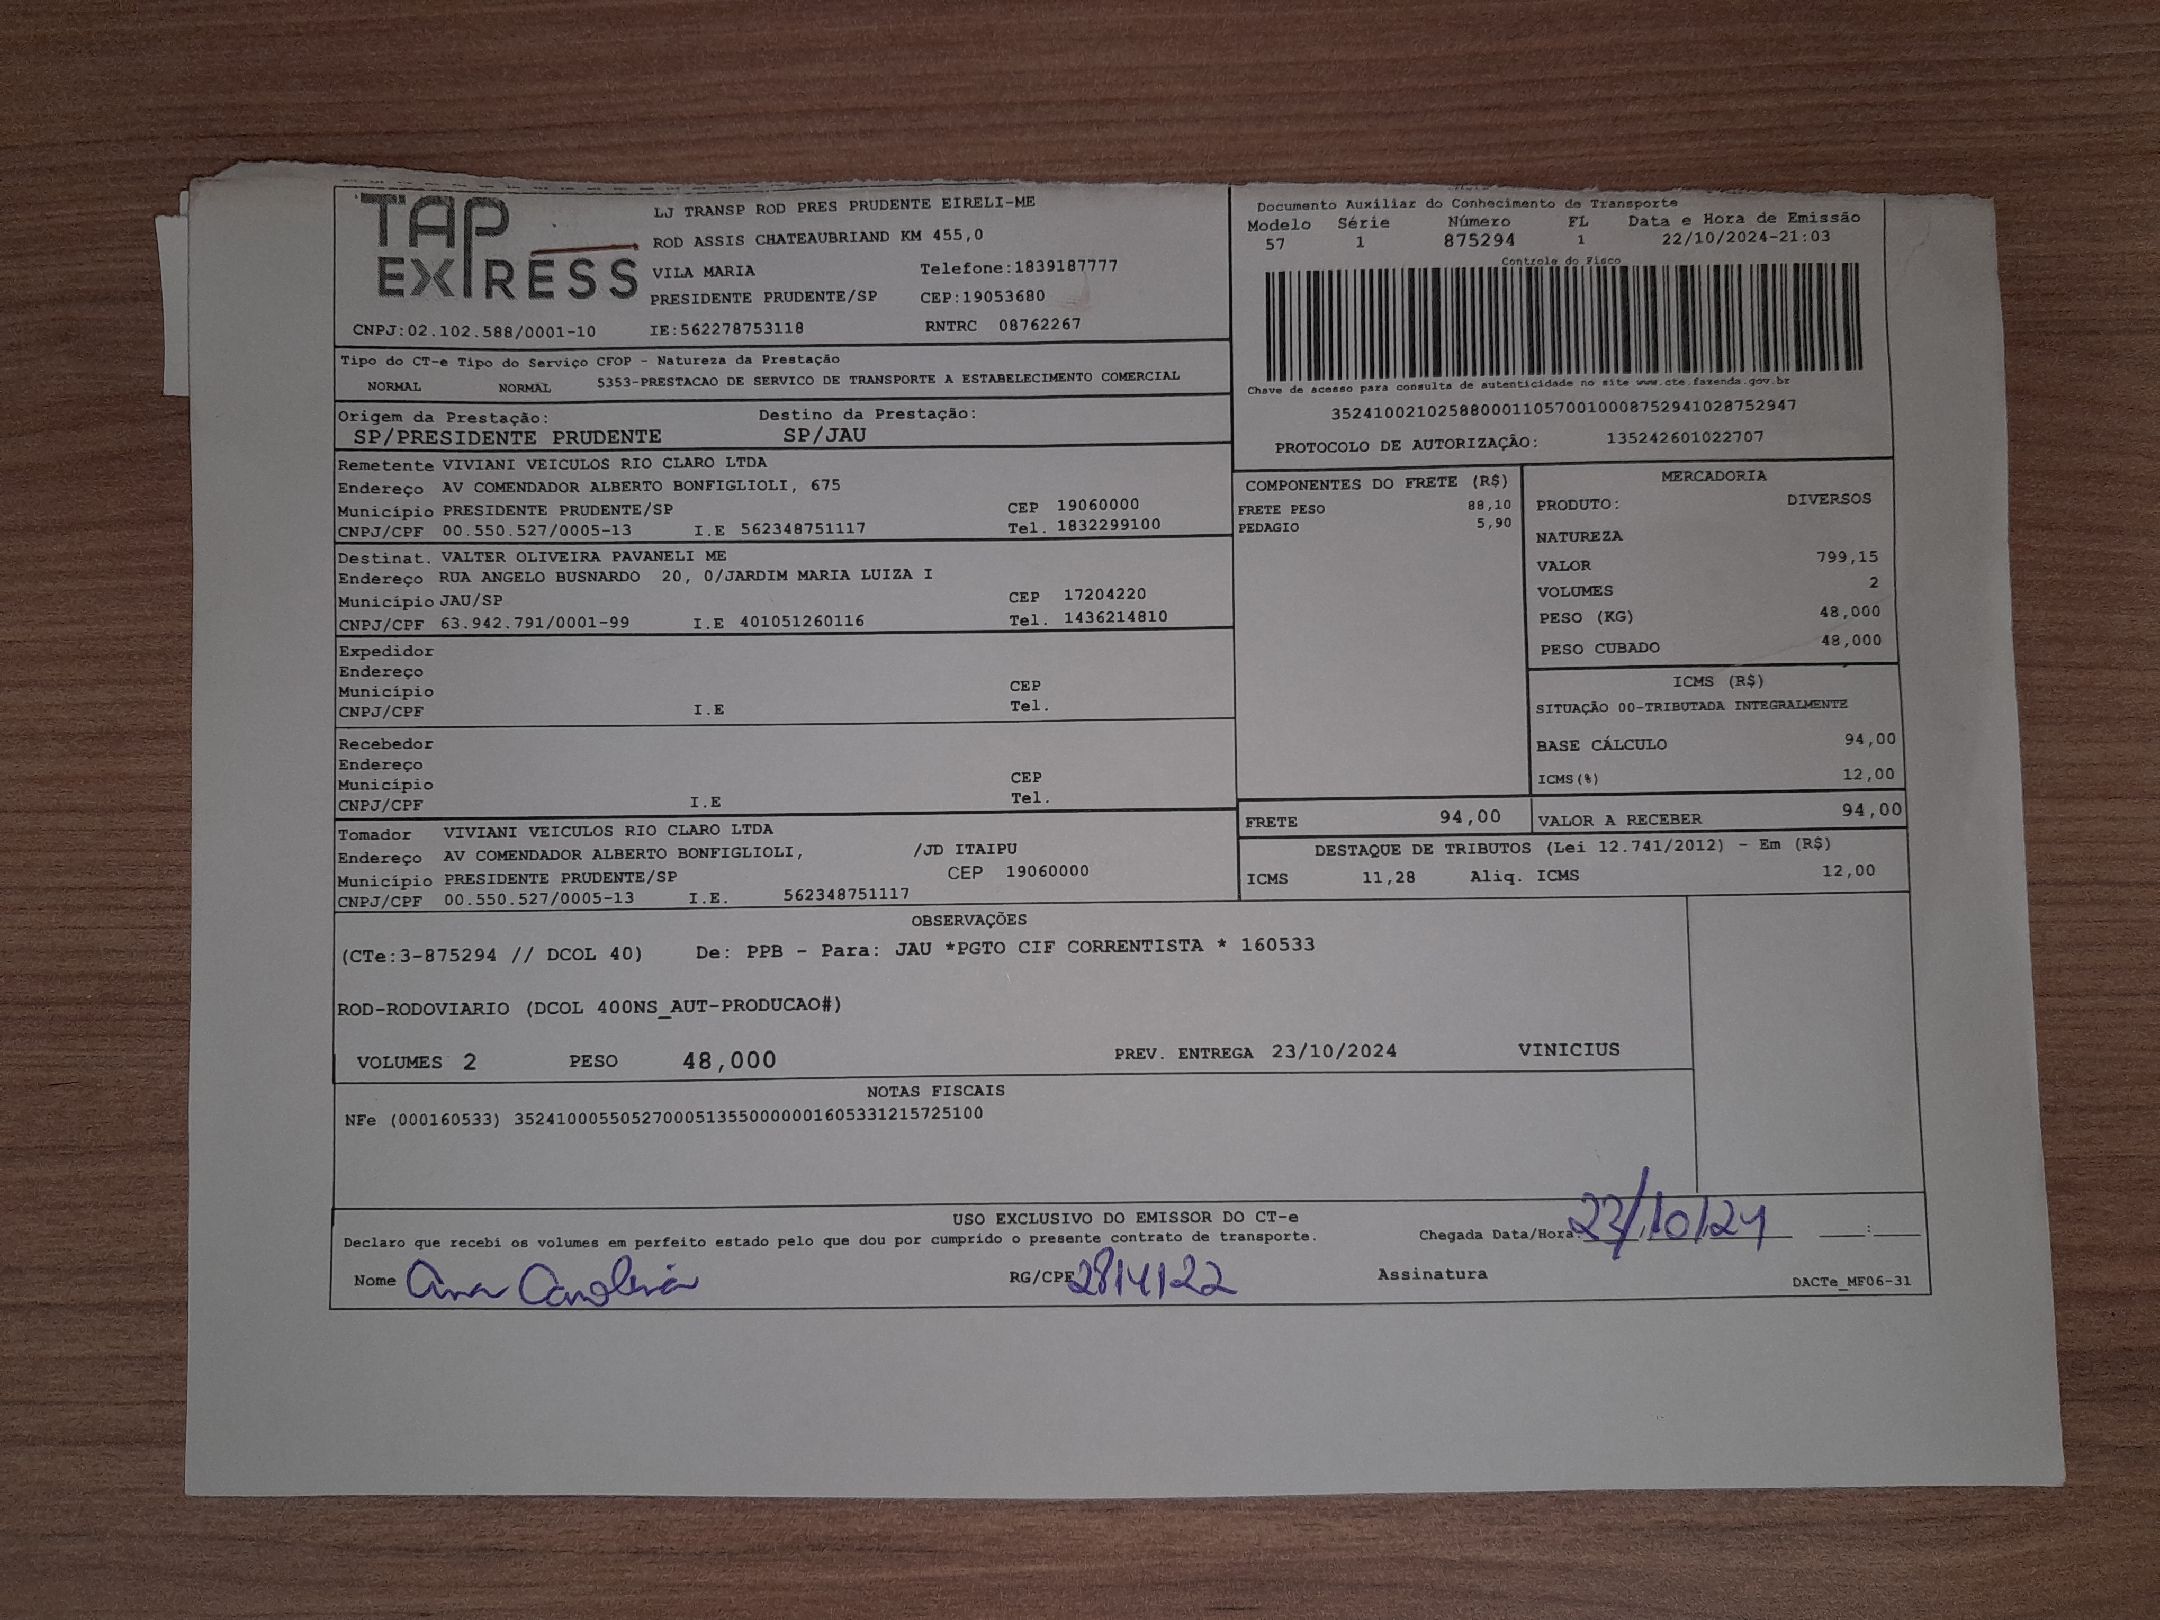 TAP EXPRESS
LJ TRANSP ROD PRES PRUDENTE EIRELI-ME
ROD ASSIS CHATEAUBRIAND KM 455,0
VILA MARIA Telefone:1839187777
PRESIDENTE PRUDENTE/SP CEP:19053680
CNPJ:02.102.588/0001-10 IE:562278753118 RNTRC 08762267
Documento Auxiliar do Conhecimento de Transporte
Modelo Série Número FL Data e Hora de Emissão
57 1 875294 1 22/10/2024-21:03
Controle do Fisco
Chave de acesso para consulta de autenticidade no site www.cte.fazenda.gov.br
35241002102588000110570010008752941028752947
PROTOCOLO DE AUTORIZAÇÃO: 135242601022707
Tipo do CT-e Tipo do Serviço CFOP - Natureza da Prestação
NORMAL NORMAL 5353-PRESTACAO DE SERVICO DE TRANSPORTE A ESTABELECIMENTO COMERCIAL
Origem da Prestação: Destino da Prestação:
SP/PRESIDENTE PRUDENTE SP/JAU
Remetente VIVIANI VEICULOS RIO CLARO LTDA
Endereço AV COMENDADOR ALBERTO BONFIGLIOLI, 675
Município PRESIDENTE PRUDENTE/SP CEP 19060000
CNPJ/CPF 00.550.527/0005-13 I.E 562348751117 Tel. 1832299100
Destinat. VALTER OLIVEIRA PAVANELI ME
Endereço RUA ANGELO BUSNARDO 20, 0/JARDIM MARIA LUIZA I
Município JAU/SP CEP 17204220
CNPJ/CPF 63.942.791/0001-99 I.E 401051260116 Tel. 1436214810
Expedidor
Endereço
Município CEP
CNPJ/CPF I.E Tel.
Recebedor
Endereço
Município CEP
CNPJ/CPF I.E Tel.
Tomador VIVIANI VEICULOS RIO CLARO LTDA
Endereço AV COMENDADOR ALBERTO BONFIGLIOLI, /JD ITAIPU
Município PRESIDENTE PRUDENTE/SP CEP 19060000
CNPJ/CPF 00.550.527/0005-13 I.E. 562348751117
COMPONENTES DO FRETE (R$)
FRETE PESO 88,10
PEDAGIO 5,90
MERCADORIA
PRODUTO: DIVERSOS
NATUREZA
VALOR 799,15
VOLUMES 2
PESO (KG) 48,000
PESO CUBADO 48,000
ICMS (R$)
SITUAÇÃO 00-TRIBUTADA INTEGRALMENTE
BASE CÁLCULO 94,00
ICMS(%) 12,00
FRETE 94,00 VALOR A RECEBER 94,00
DESTAQUE DE TRIBUTOS (Lei 12.741/2012) - Em (R$)
ICMS 11,28 Aliq. ICMS 12,00
OBSERVAÇÕES
(CTe:3-875294 // DCOL 40) De: PPB - Para: JAU *PGTO CIF CORRENTISTA * 160533
ROD-RODOVIARIO (DCOL 400NS_AUT-PRODUCAO#)
VOLUMES 2 PESO 48,000 PREV. ENTREGA 23/10/2024 VINICIUS
NOTAS FISCAIS
NFe (000160533) 35241000550527000513550000001605331215725100
USO EXCLUSIVO DO EMISSOR DO CT-e
Declaro que recebi os volumes em perfeito estado pelo que dou por cumprido o presente contrato de transporte. Chegada Data/Hora: 23/10/24 :
Nome Ana Carolina RG/CPF Assinatura DACTe_MF06-31